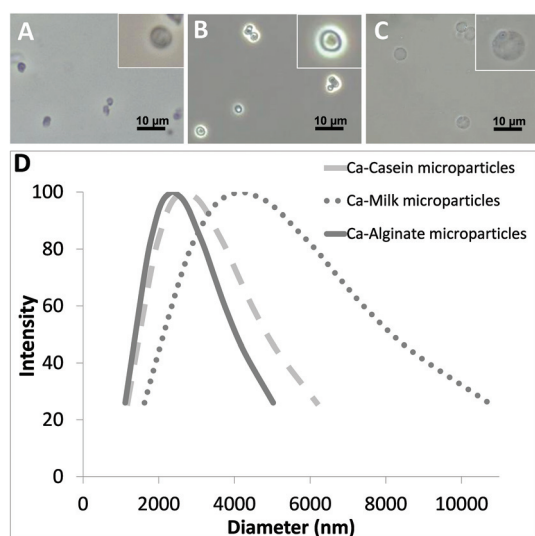 A
B
C
10 µm
10 µm
10 µm
D
Ca-Casein microparticles
Ca-Milk microparticles
Ca-Alginate microparticles
100
80
60
40
20
0
Intensity
0 2000 4000 6000 8000 10000
Diameter (nm)